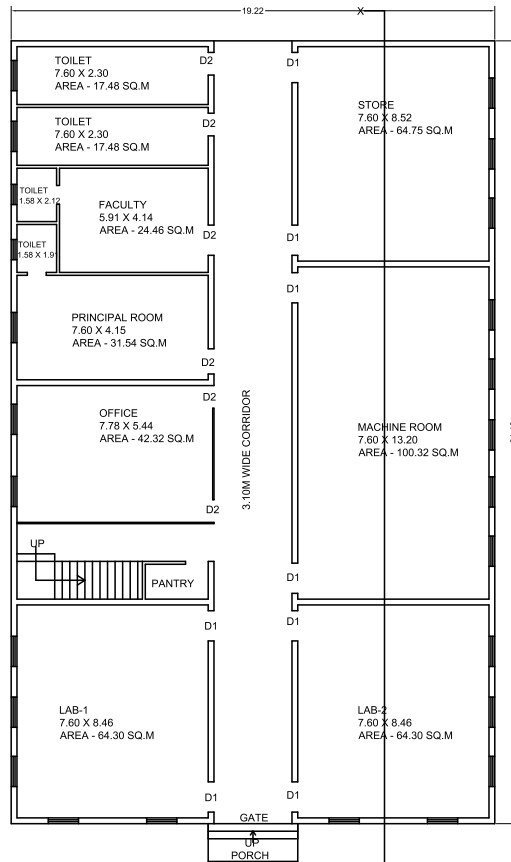 19.22
X
TOILET
7.60 X 2.30
AREA - 17.48 SQ.M
D2
D1
STORE
7.60 X 8.52
AREA - 64.75 SQ.M
TOILET
7.60 X 2.30
AREA - 17.48 SQ.M
D2
TOILET
1.58 X 2.12
FACULTY
5.91 X 4.14
AREA - 24.46 SQ.M
D2
D1
TOILET
1.58 X 1.91
D1
PRINCIPAL ROOM
7.60 X 4.15
AREA - 31.54 SQ.M
D2
D2
OFFICE
7.78 X 5.44
AREA - 42.32 SQ.M
3.10M WIDE CORRIDOR
MACHINE ROOM
7.60 X 13.20
AREA - 100.32 SQ.M
D2
UP
PANTRY
D1
D1
D1
LAB-1
7.60 X 8.46
AREA - 64.30 SQ.M
LAB-2
7.60 X 8.46
AREA - 64.30 SQ.M
D1
D1
GATE
UP
PORCH